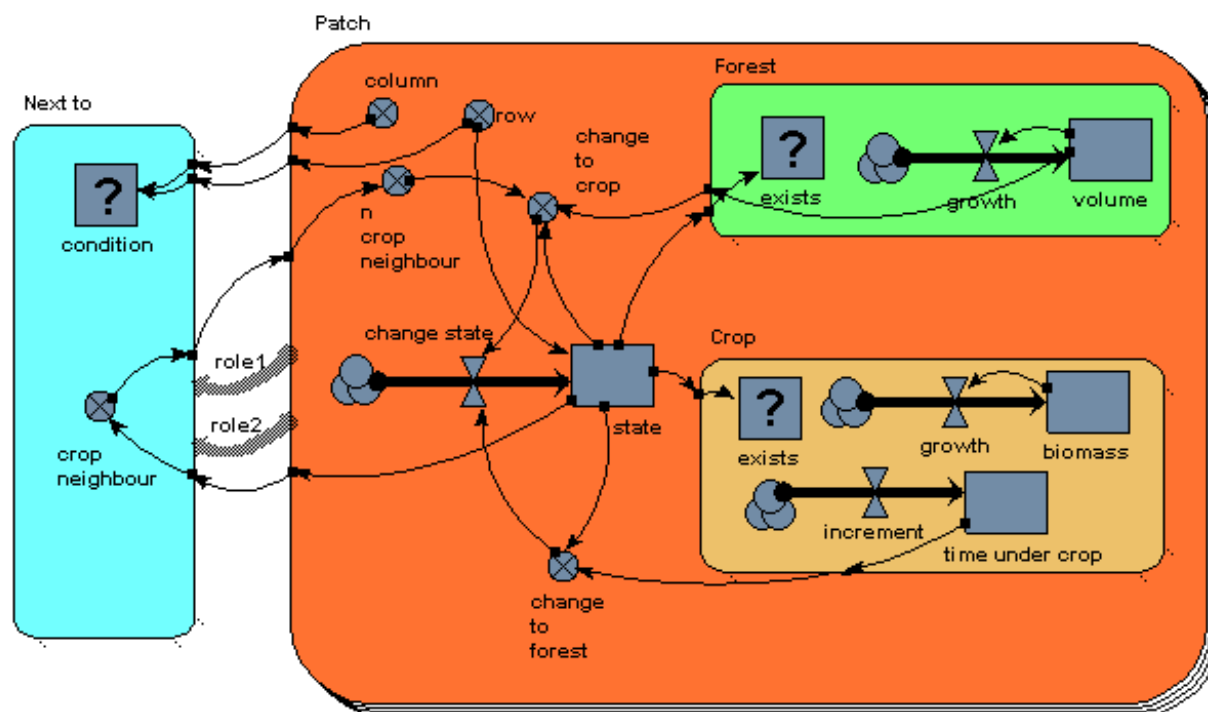 Patch
Next to
column
row
Forest
change
to
crop
?
exists
growth
volume
?
condition
n
crop
neighbour
change state
Crop
role1
role2
state
?
exists
growth
biomass
crop
neighbour
increment
time under crop
change
to
forest